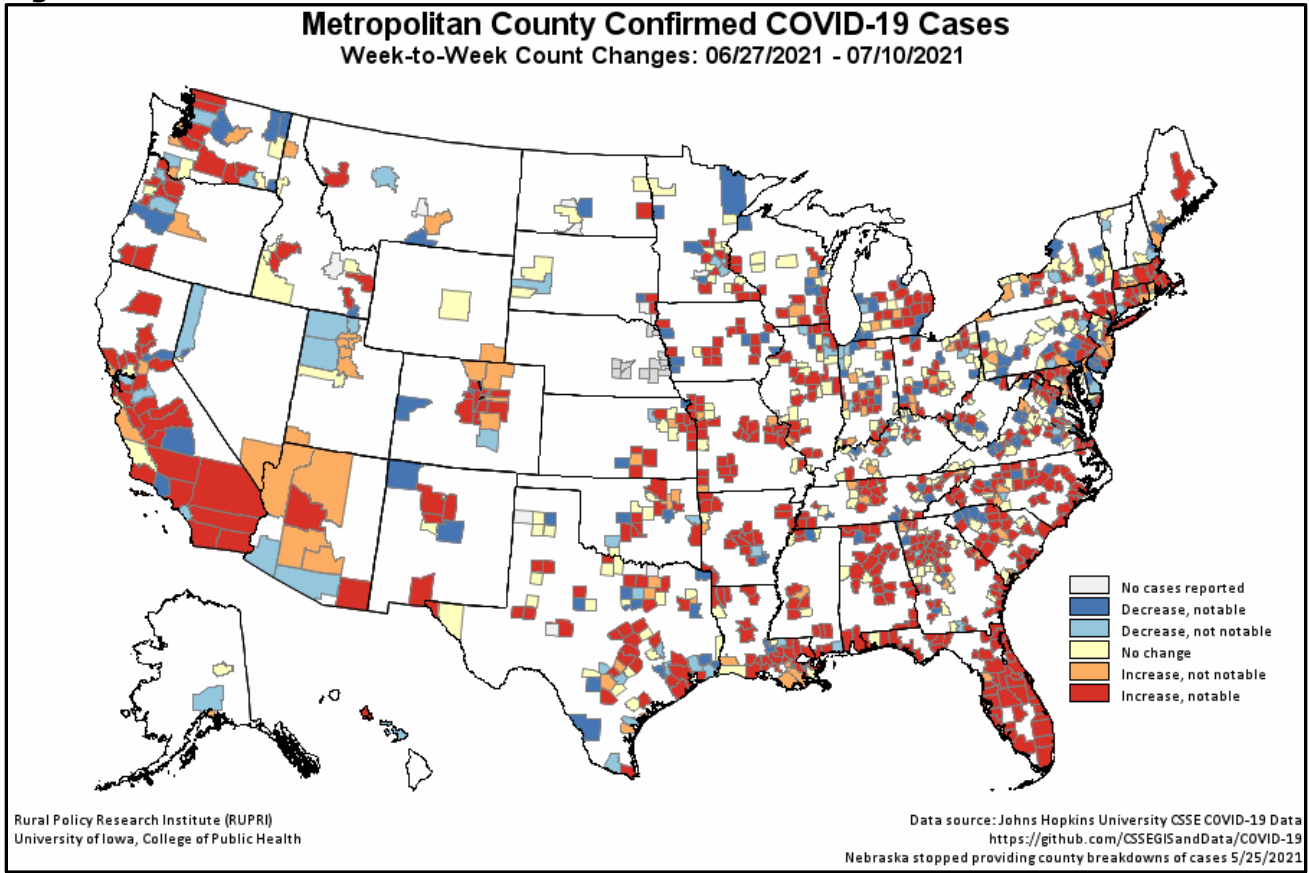 Metropolitan County Confirmed COVID-19 Cases
Week-to-Week Count Changes: 06/27/2021 - 07/10/2021
No cases reported
Decrease, notable
Decrease, not notable
No change
Increase, not notable
Increase, notable
Rural Policy Research Institute (RUPRI)
University of Iowa, College of Public Health
Data source: Johns Hopkins University CSSE COVID-19 Data
https://github.com/CSSEGISandData/COVID-19
Nebraska stopped providing county breakdowns of cases 5/25/2021